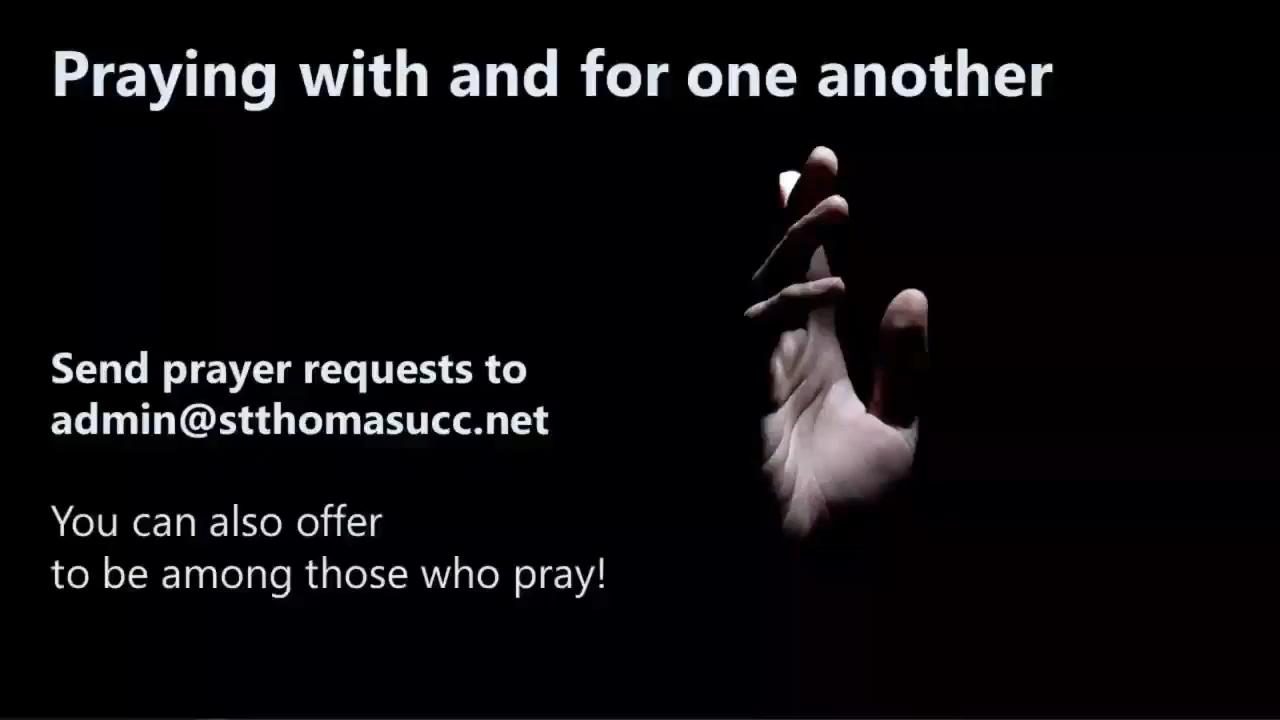 Praying with and for one another
Send prayer requests to
admin@stthomasucc.net
You can also offer
to be among those who pray!